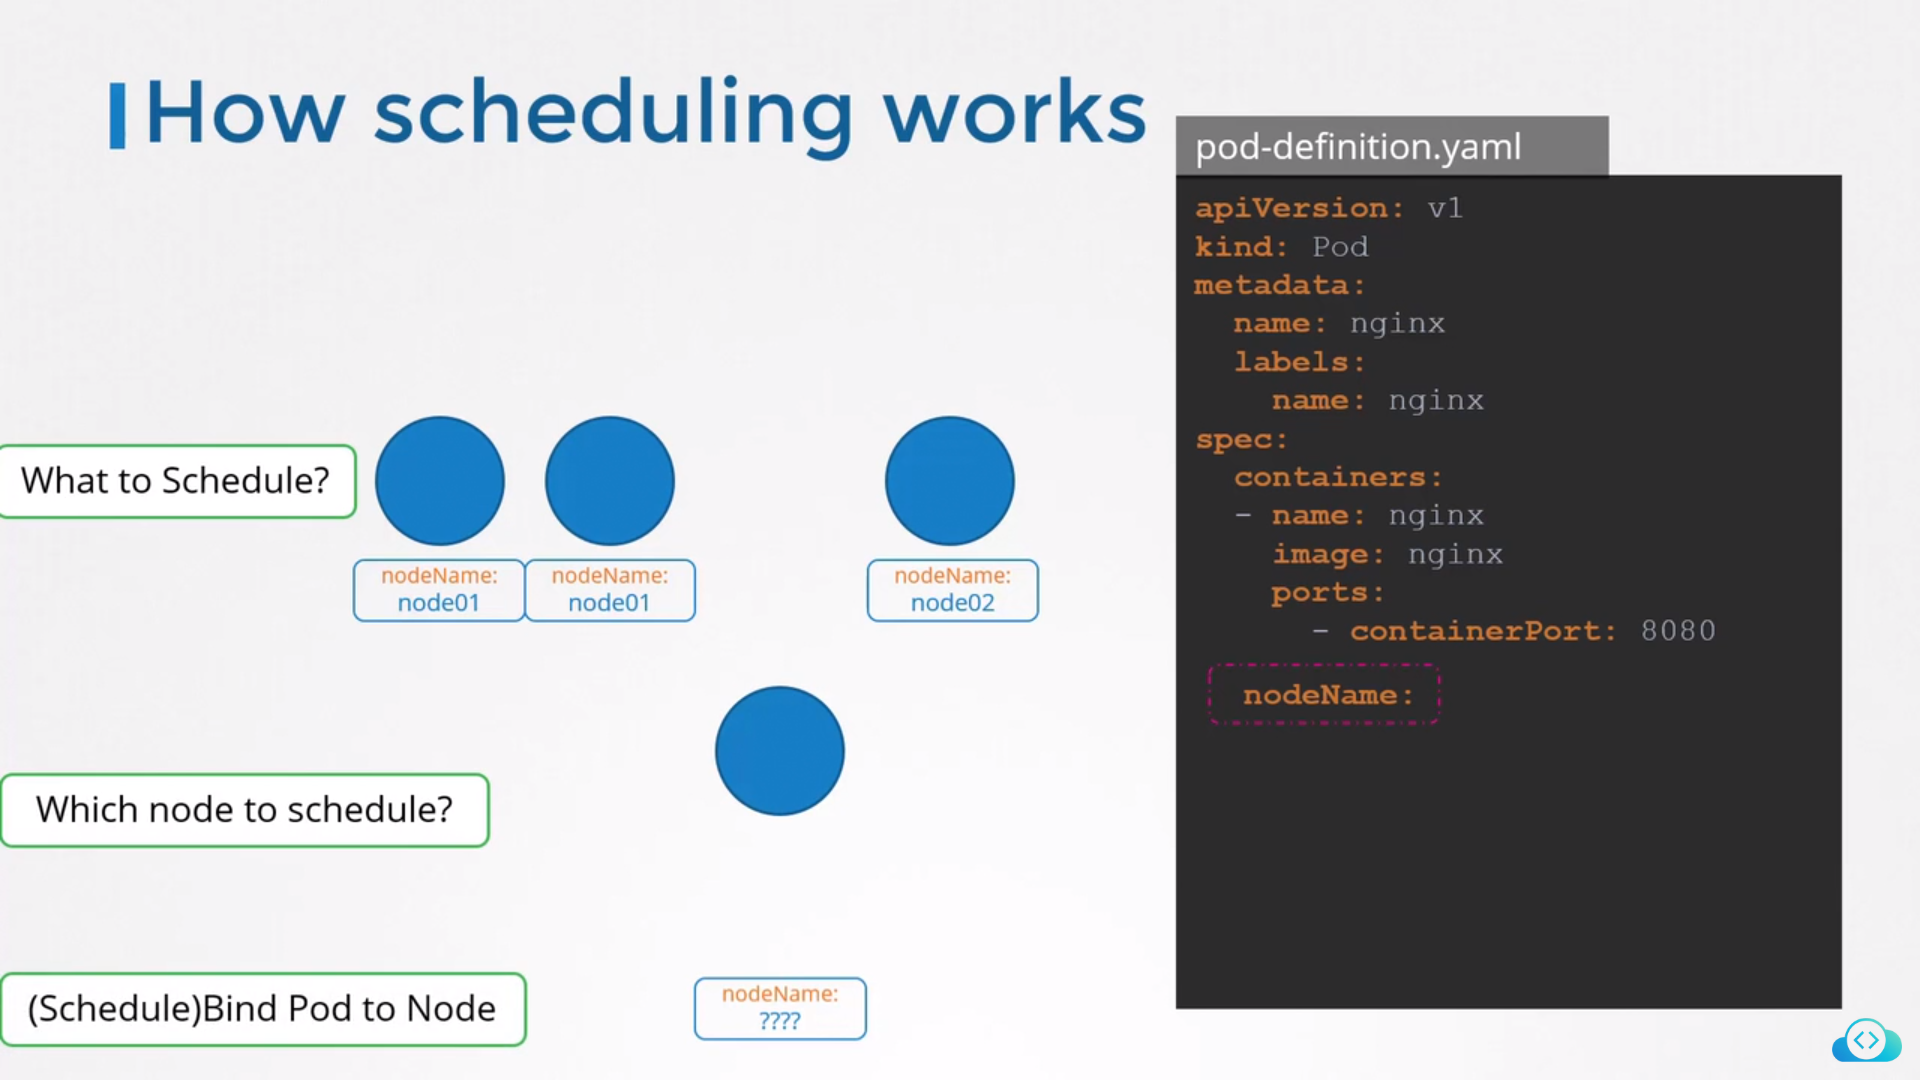 How scheduling works
What to Schedule?
nodeName:
node01
nodeName:
node01
nodeName:
node02
Which node to schedule?
(Schedule)Bind Pod to Node
nodeName:
????
pod-definition.yaml
apiVersion: v1
kind: Pod
metadata:
  name: nginx
  labels:
    name: nginx
spec:
  containers:
  - name: nginx
    image: nginx
    ports:
      - containerPort: 8080
  nodeName: